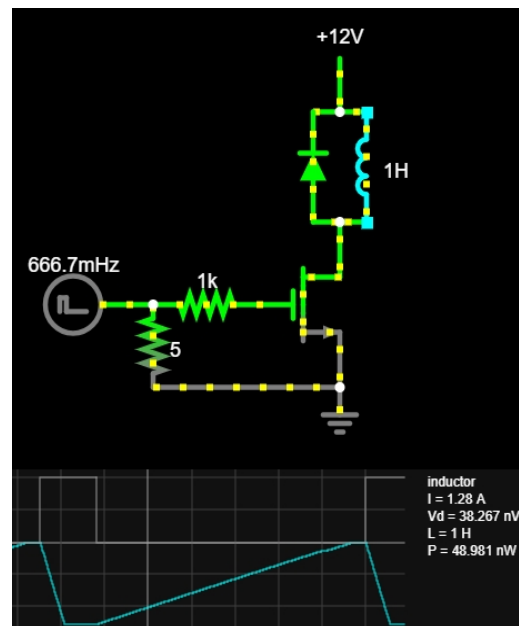 +12V
1H
666.7mHz
1k
5
inductor
I = 1.28 A
Vd = 38.267 nV
L = 1 H
P = 48.981 nW